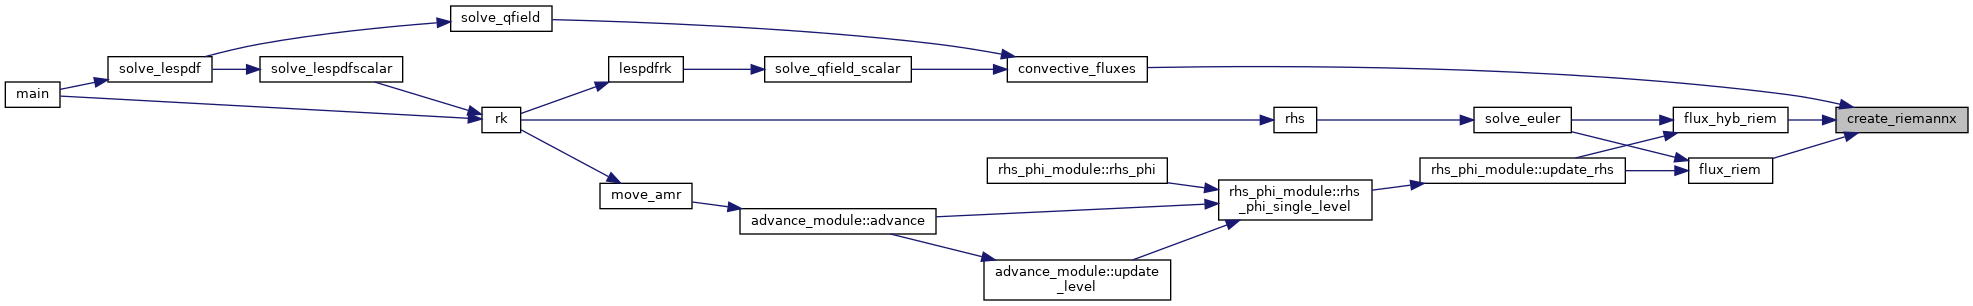 solve_qfield
solve_lespdf
solve_lespdfscalar
lespdfrk
solve_qfield_scalar
convective_fluxes
main
rk
rhs
solve_euler
flux_hyb_riem
create_riemannx
rhs_phi_module::rhs_phi
rhs_phi_module::update_rhs
flux_riem
move_amr
rhs_phi_module::rhs
_phi_single_level
advance_module::advance
advance_module::update
_level